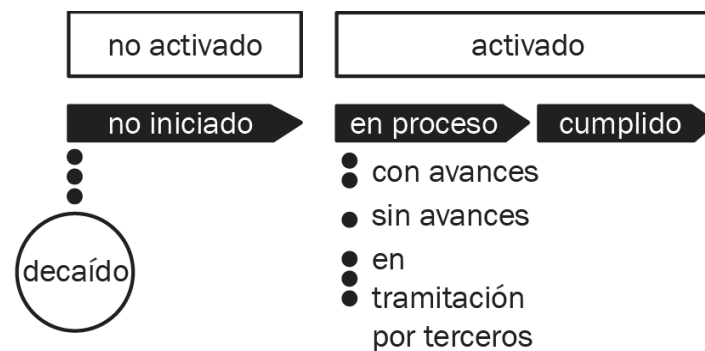 no activado
activado
no iniciado
en proceso
cumplido
con avances
sin avances
en
tramitación
por terceros
decaído